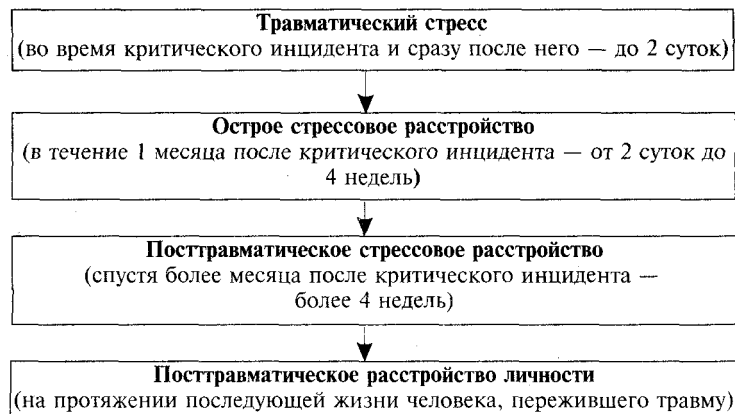 Травматический стресс
(во время критического инцидента и сразу после него — до 2 суток)
Острое стрессовое расстройство
(в течение 1 месяца после критического инцидента — от 2 суток до
4 недель)
Посттравматическое стрессовое расстройство
(спустя более месяца после критического инцидента —
более 4 недель)
Посттравматическое расстройство личности
(на протяжении последующей жизни человека, пережившего травму)